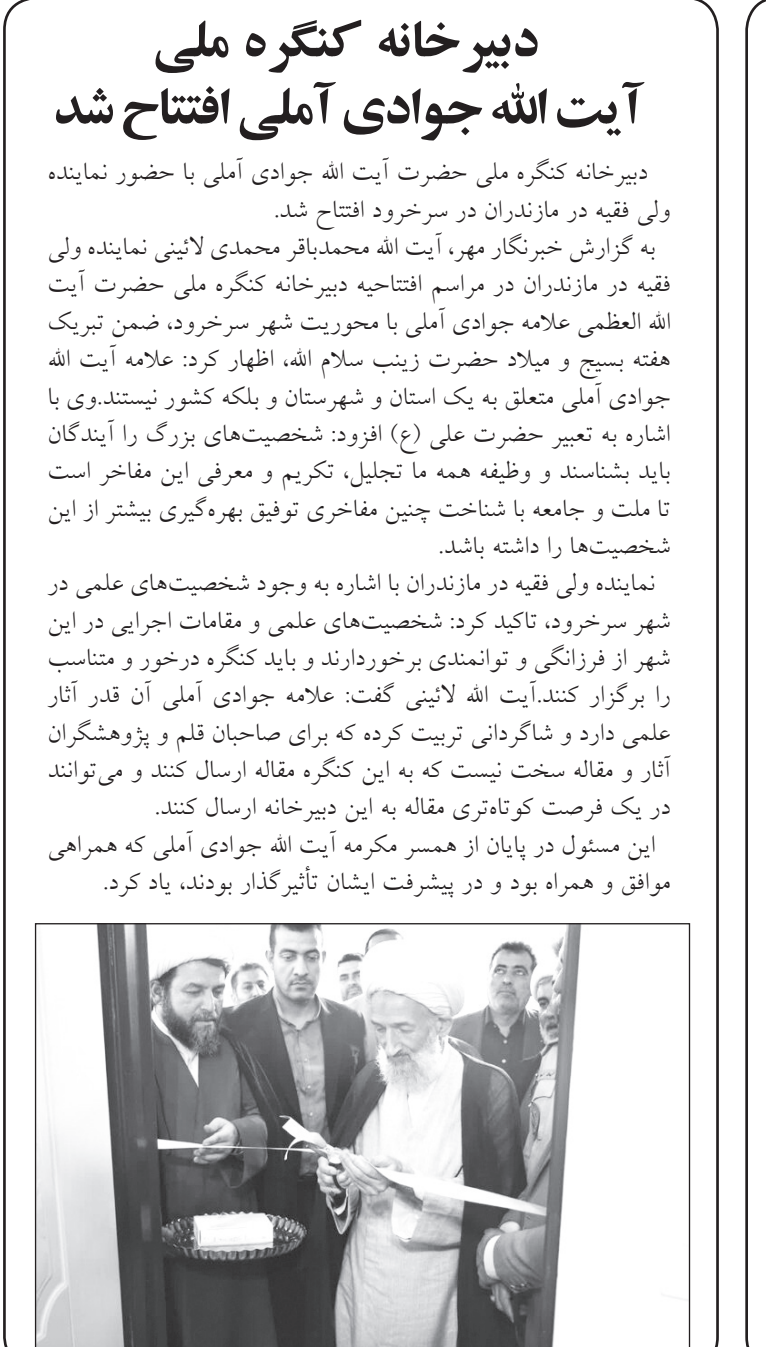 دبیرخانه کنگره ملی
آیت الله جوادی آملی افتتاح شد
دبیرخانه کنگره ملی حضرت آیت الله جوادی آملی با حضور نماینده
ولی فقیه در مازندران در سرخرود افتتاح شد.
به گزارش خبرنگار مهر، آیت الله محمدباقر محمدی لائینی نماینده ولی
فقیه در مازندران در مراسم افتتاحیه دبیرخانه کنگره ملی حضرت آیت
الله العظمی علامه جوادی آملی با محوریت شهر سرخرود، ضمن تبریک
هفته بسیج و میلاد حضرت زینب سلام الله، اظهار کرد: علامه آیت الله
جوادی آملی متعلق به یک استان و شهرستان و بلکه کشور نیستند.وی با
اشاره به تعبیر حضرت علی (ع) افزود: شخصیت‌های بزرگ را آیندگان
باید بشناسند و وظیفه همه ما تجلیل، تکریم و معرفی این مفاخر است
تا ملت و جامعه با شناخت چنین مفاخری توفیق بهره‌گیری بیشتر از این
شخصیت‌ها را داشته باشد.
نماینده ولی فقیه در مازندران با اشاره به وجود شخصیت‌های علمی در
شهر سرخرود، تاکید کرد: شخصیت‌های علمی و مقامات اجرایی در این
شهر از فرزانگی و توانمندی برخوردارند و باید کنگره درخور و متناسب
را برگزار کنند.آیت الله لائینی گفت: علامه جوادی آملی آن قدر آثار
علمی دارد و شاگردانی تربیت کرده که برای صاحبان قلم و پژوهشگران
آثار و مقاله سخت نیست که به این کنگره مقاله ارسال کنند و می‌توانند
در یک فرصت کوتاه‌تری مقاله به این دبیرخانه ارسال کنند.
این مسئول در پایان از همسر مکرمه آیت الله جوادی آملی که همراهی
موافق و همراه بود و در پیشرفت ایشان تأثیرگذار بودند، یاد کرد.